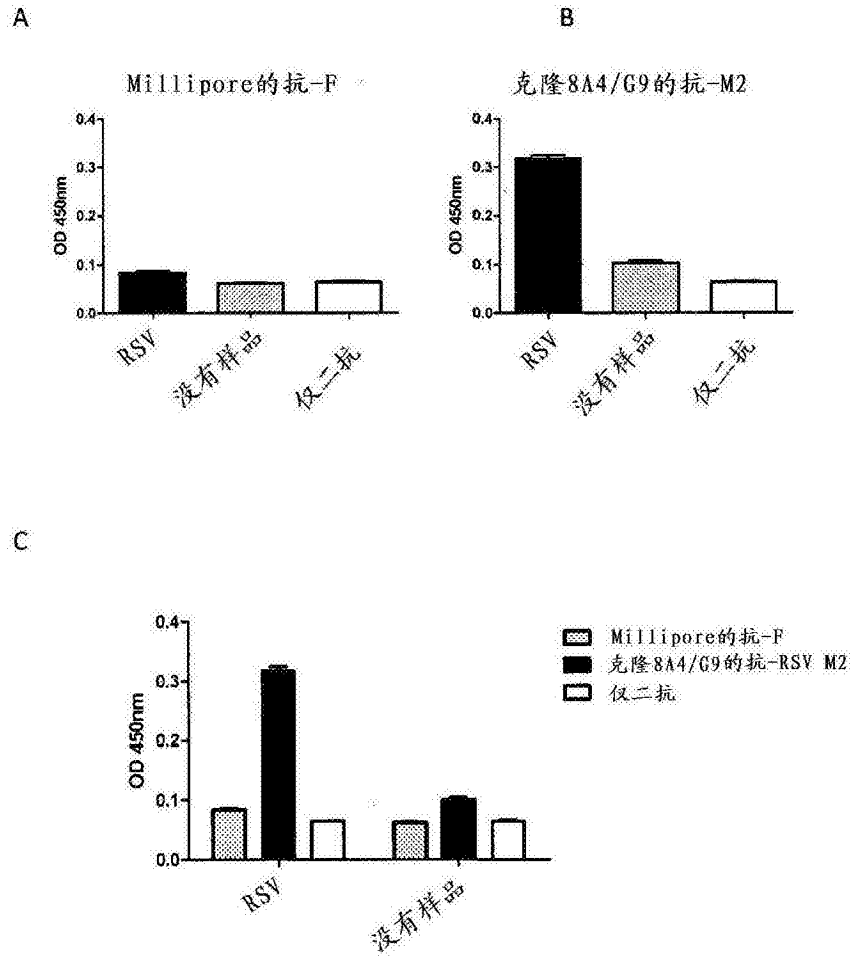 A
B
Millipore的抗-F
克隆8A4/G9的抗-M2
0.4
0.3
0.2
0.1
0.0
OD 450nm
RSV
没有样品
仅二抗
0.4
0.3
0.2
0.1
0.0
OD 450nm
RSV
没有样品
仅二抗
C
0.4
0.3
0.2
0.1
0.0
OD 450nm
RSV
没有样品
Millipore的抗-F
克隆8A4/G9的抗-RSV M2
仅二抗